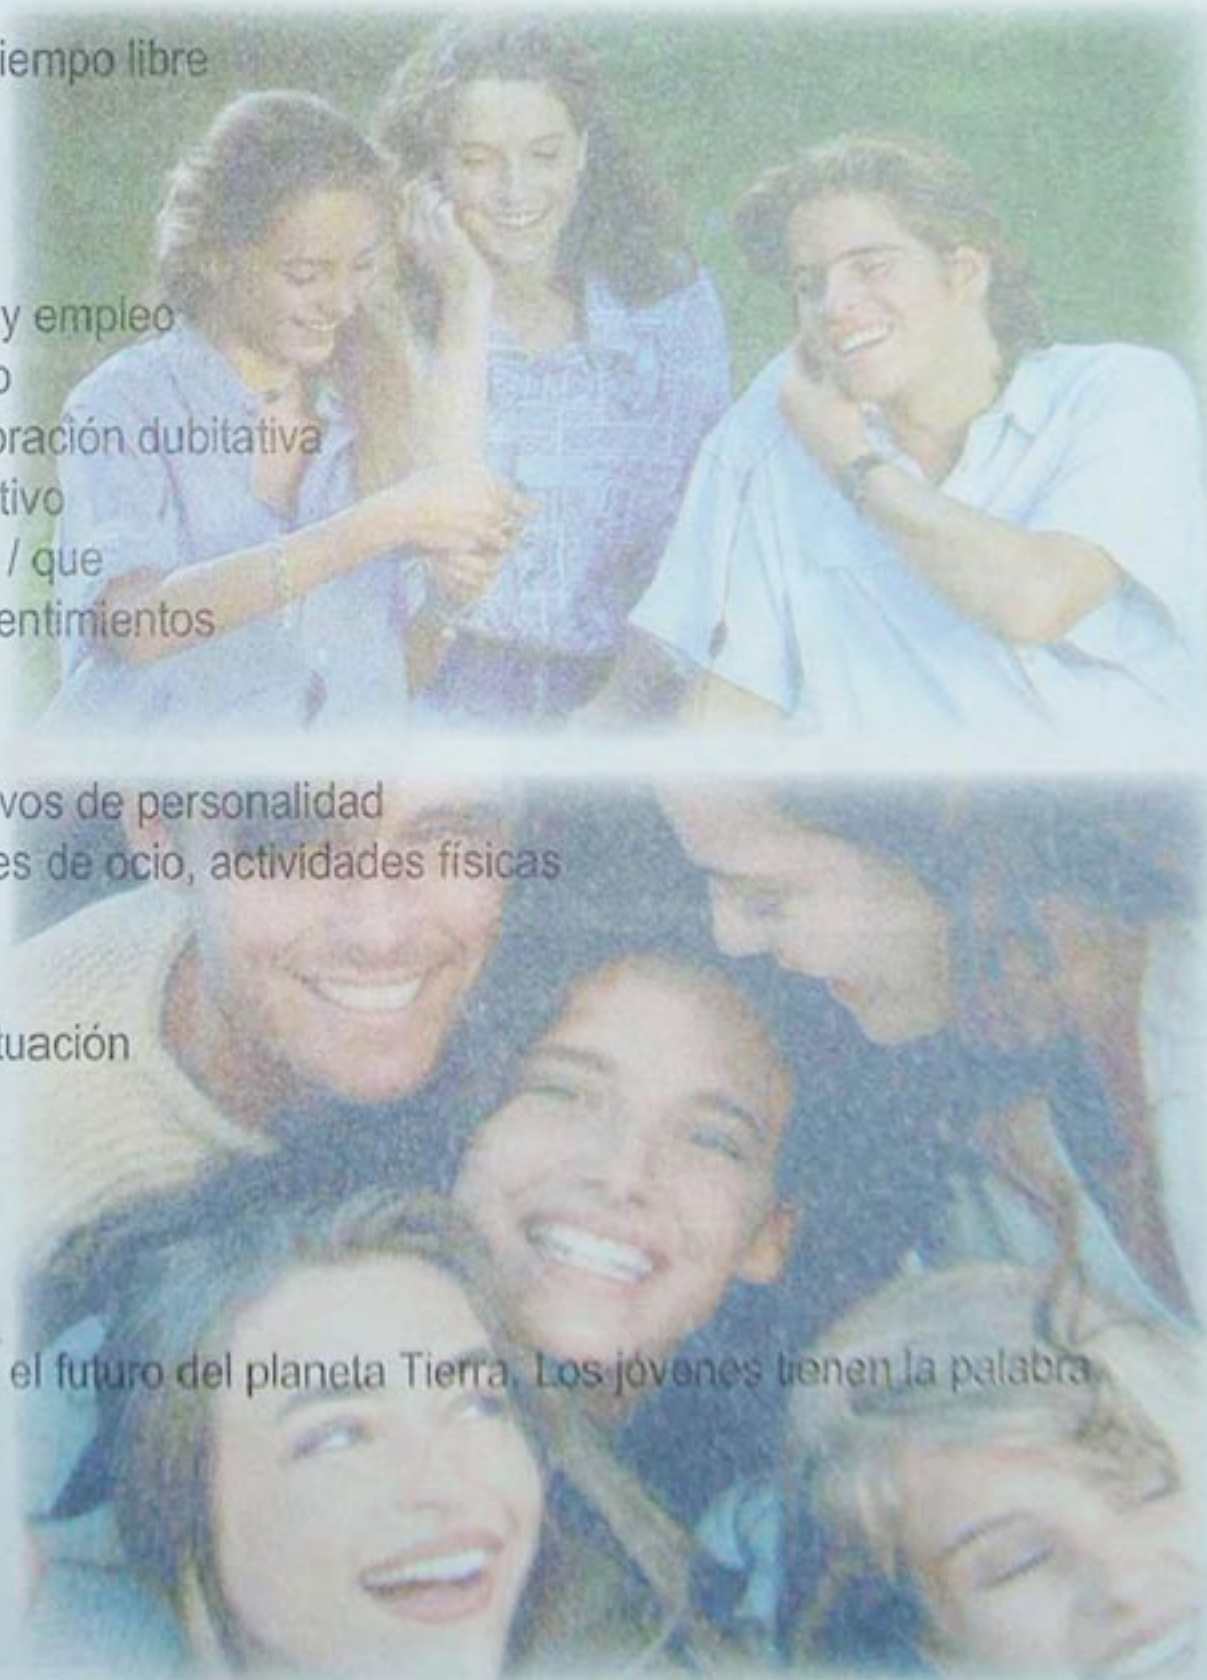 iempo libre
y empleo
o
oración dubitativa
tivo
/ que
entimientos
vos de personalidad
es de ocio, actividades físicas
tuación
el futuro del planeta Tierra. Los jóvenes tienen la palabra.